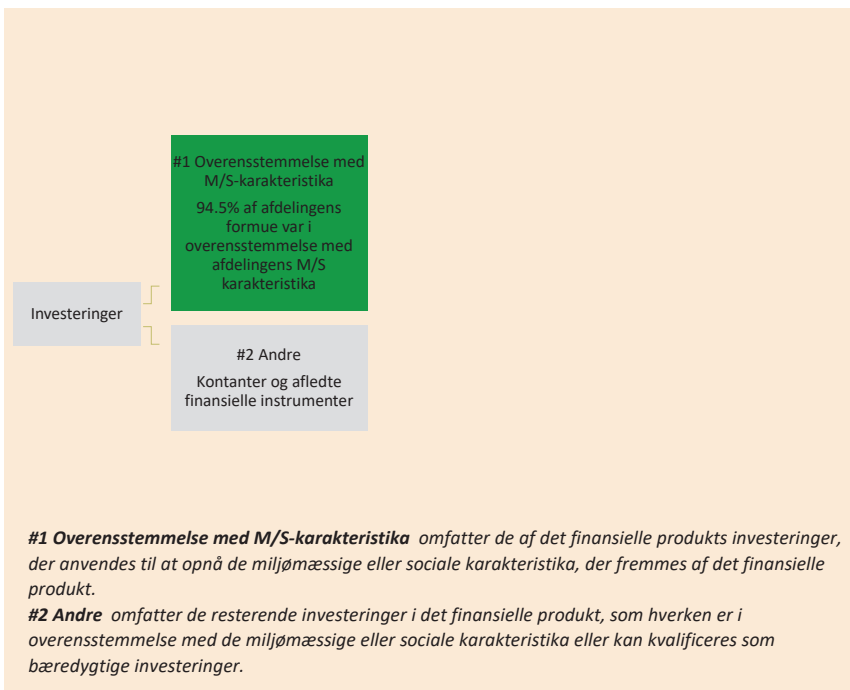 #1 Overensstemmelse med
M/S-karakteristika
94.5% af afdelingens
formue var i
overensstemmelse med
afdelingens M/S
karakteristika
Investeringer
#2 Andre
Kontanter og afledte
finansielle instrumenter
#1 Overensstemmelse med M/S-karakteristika omfatter de af det finansielle produkts investeringer,
der anvendes til at opnå de miljømæssige eller sociale karakteristika, der fremmes af det finansielle
produkt.
#2 Andre omfatter de resterende investeringer i det finansielle produkt, som hverken er i
overensstemmelse med de miljømæssige eller sociale karakteristika eller kan kvalificeres som
bæredygtige investeringer.